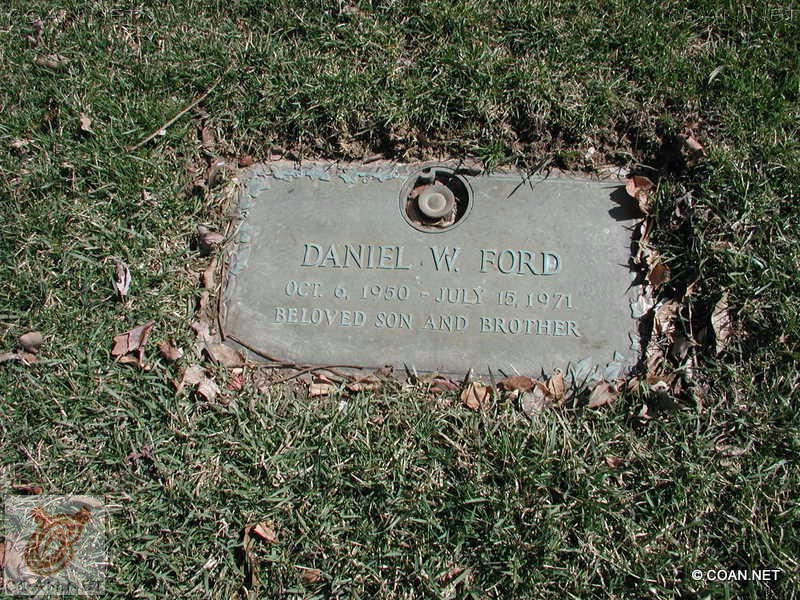 DANIEL W. FORD
OCT. 6, 1950 - JULY 15, 1971
BELOVED SON AND BROTHER
© COAN.NET